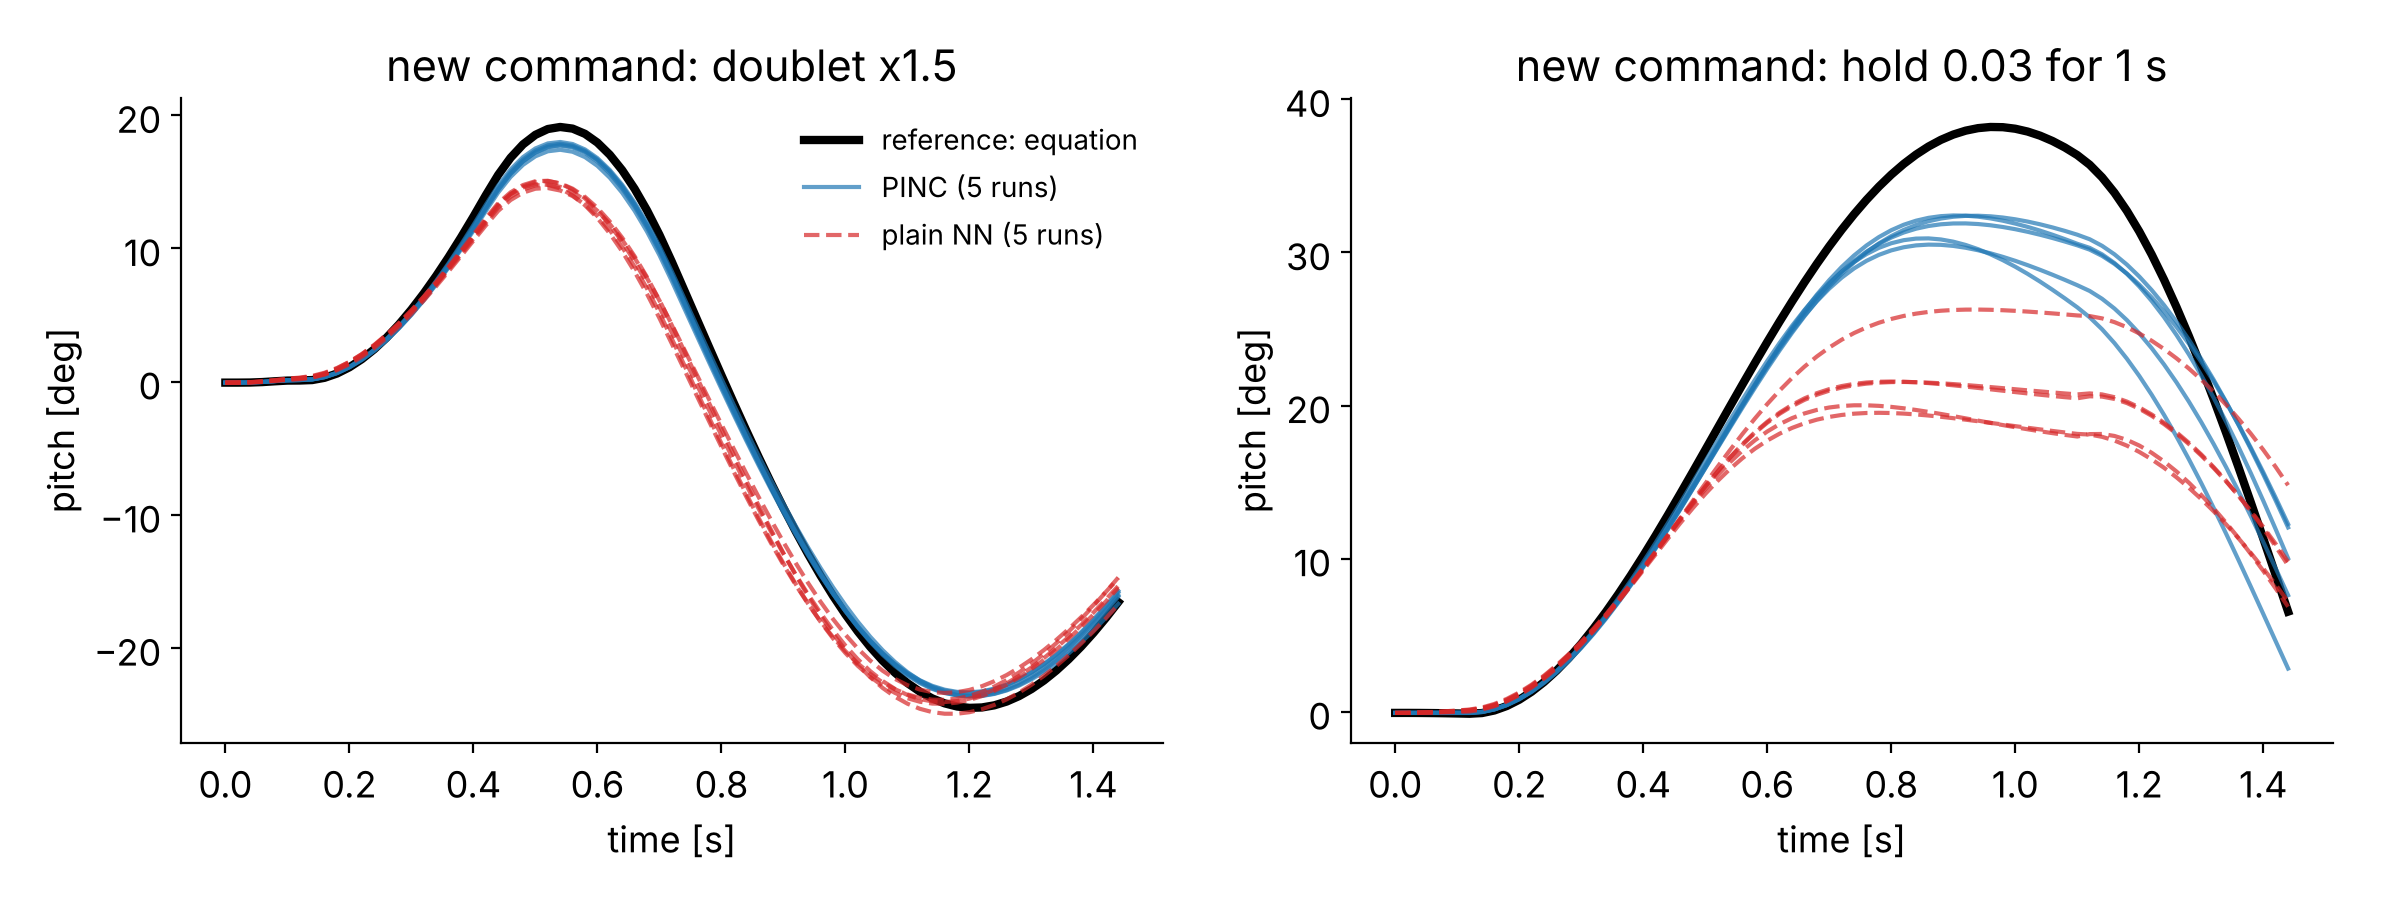 new command: doublet x1.5
20
10
0
−10
−20
pitch [deg]
0.0 0.2 0.4 0.6 0.8 1.0 1.2 1.4
time [s]
reference: equation
PINC (5 runs)
plain NN (5 runs)
new command: hold 0.03 for 1 s
40
30
20
10
0
pitch [deg]
0.0 0.2 0.4 0.6 0.8 1.0 1.2 1.4
time [s]